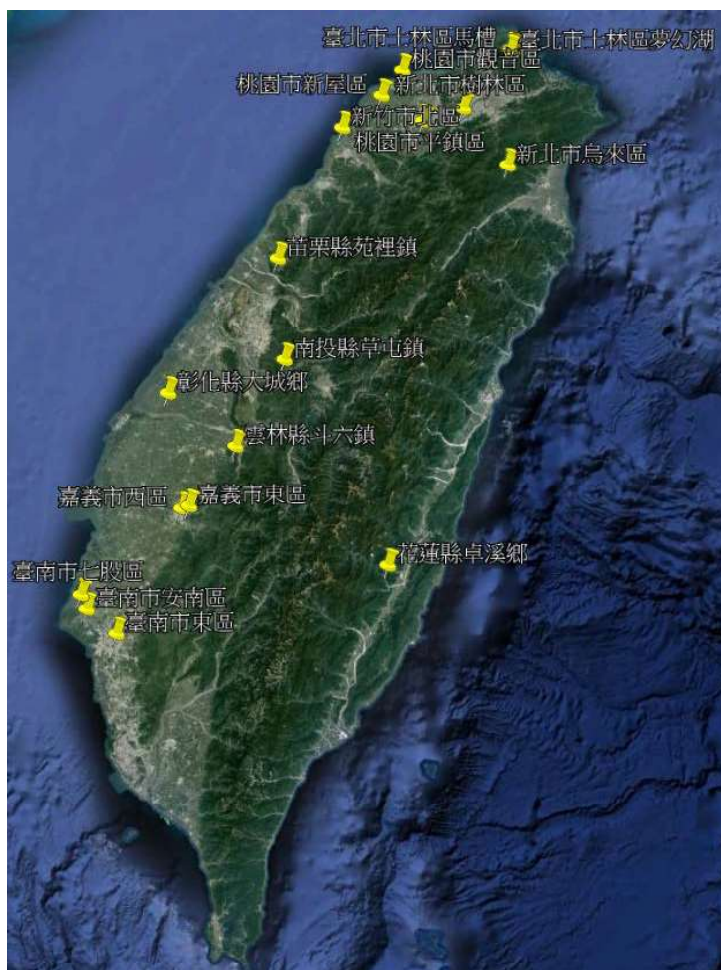 臺北市士林區馬槽
臺北市士林區夢幻湖
桃園市觀音區
桃園市新屋區
新北市樹林區
新竹市北區
桃園市平鎮區
新北市烏來區
苗栗縣苑裡鎮
南投縣草屯鎮
彰化縣大城鄉
雲林縣斗六鎮
嘉義市西區
嘉義市東區
花蓮縣卓溪鄉
臺南市七股區
臺南市安南區
臺南市東區